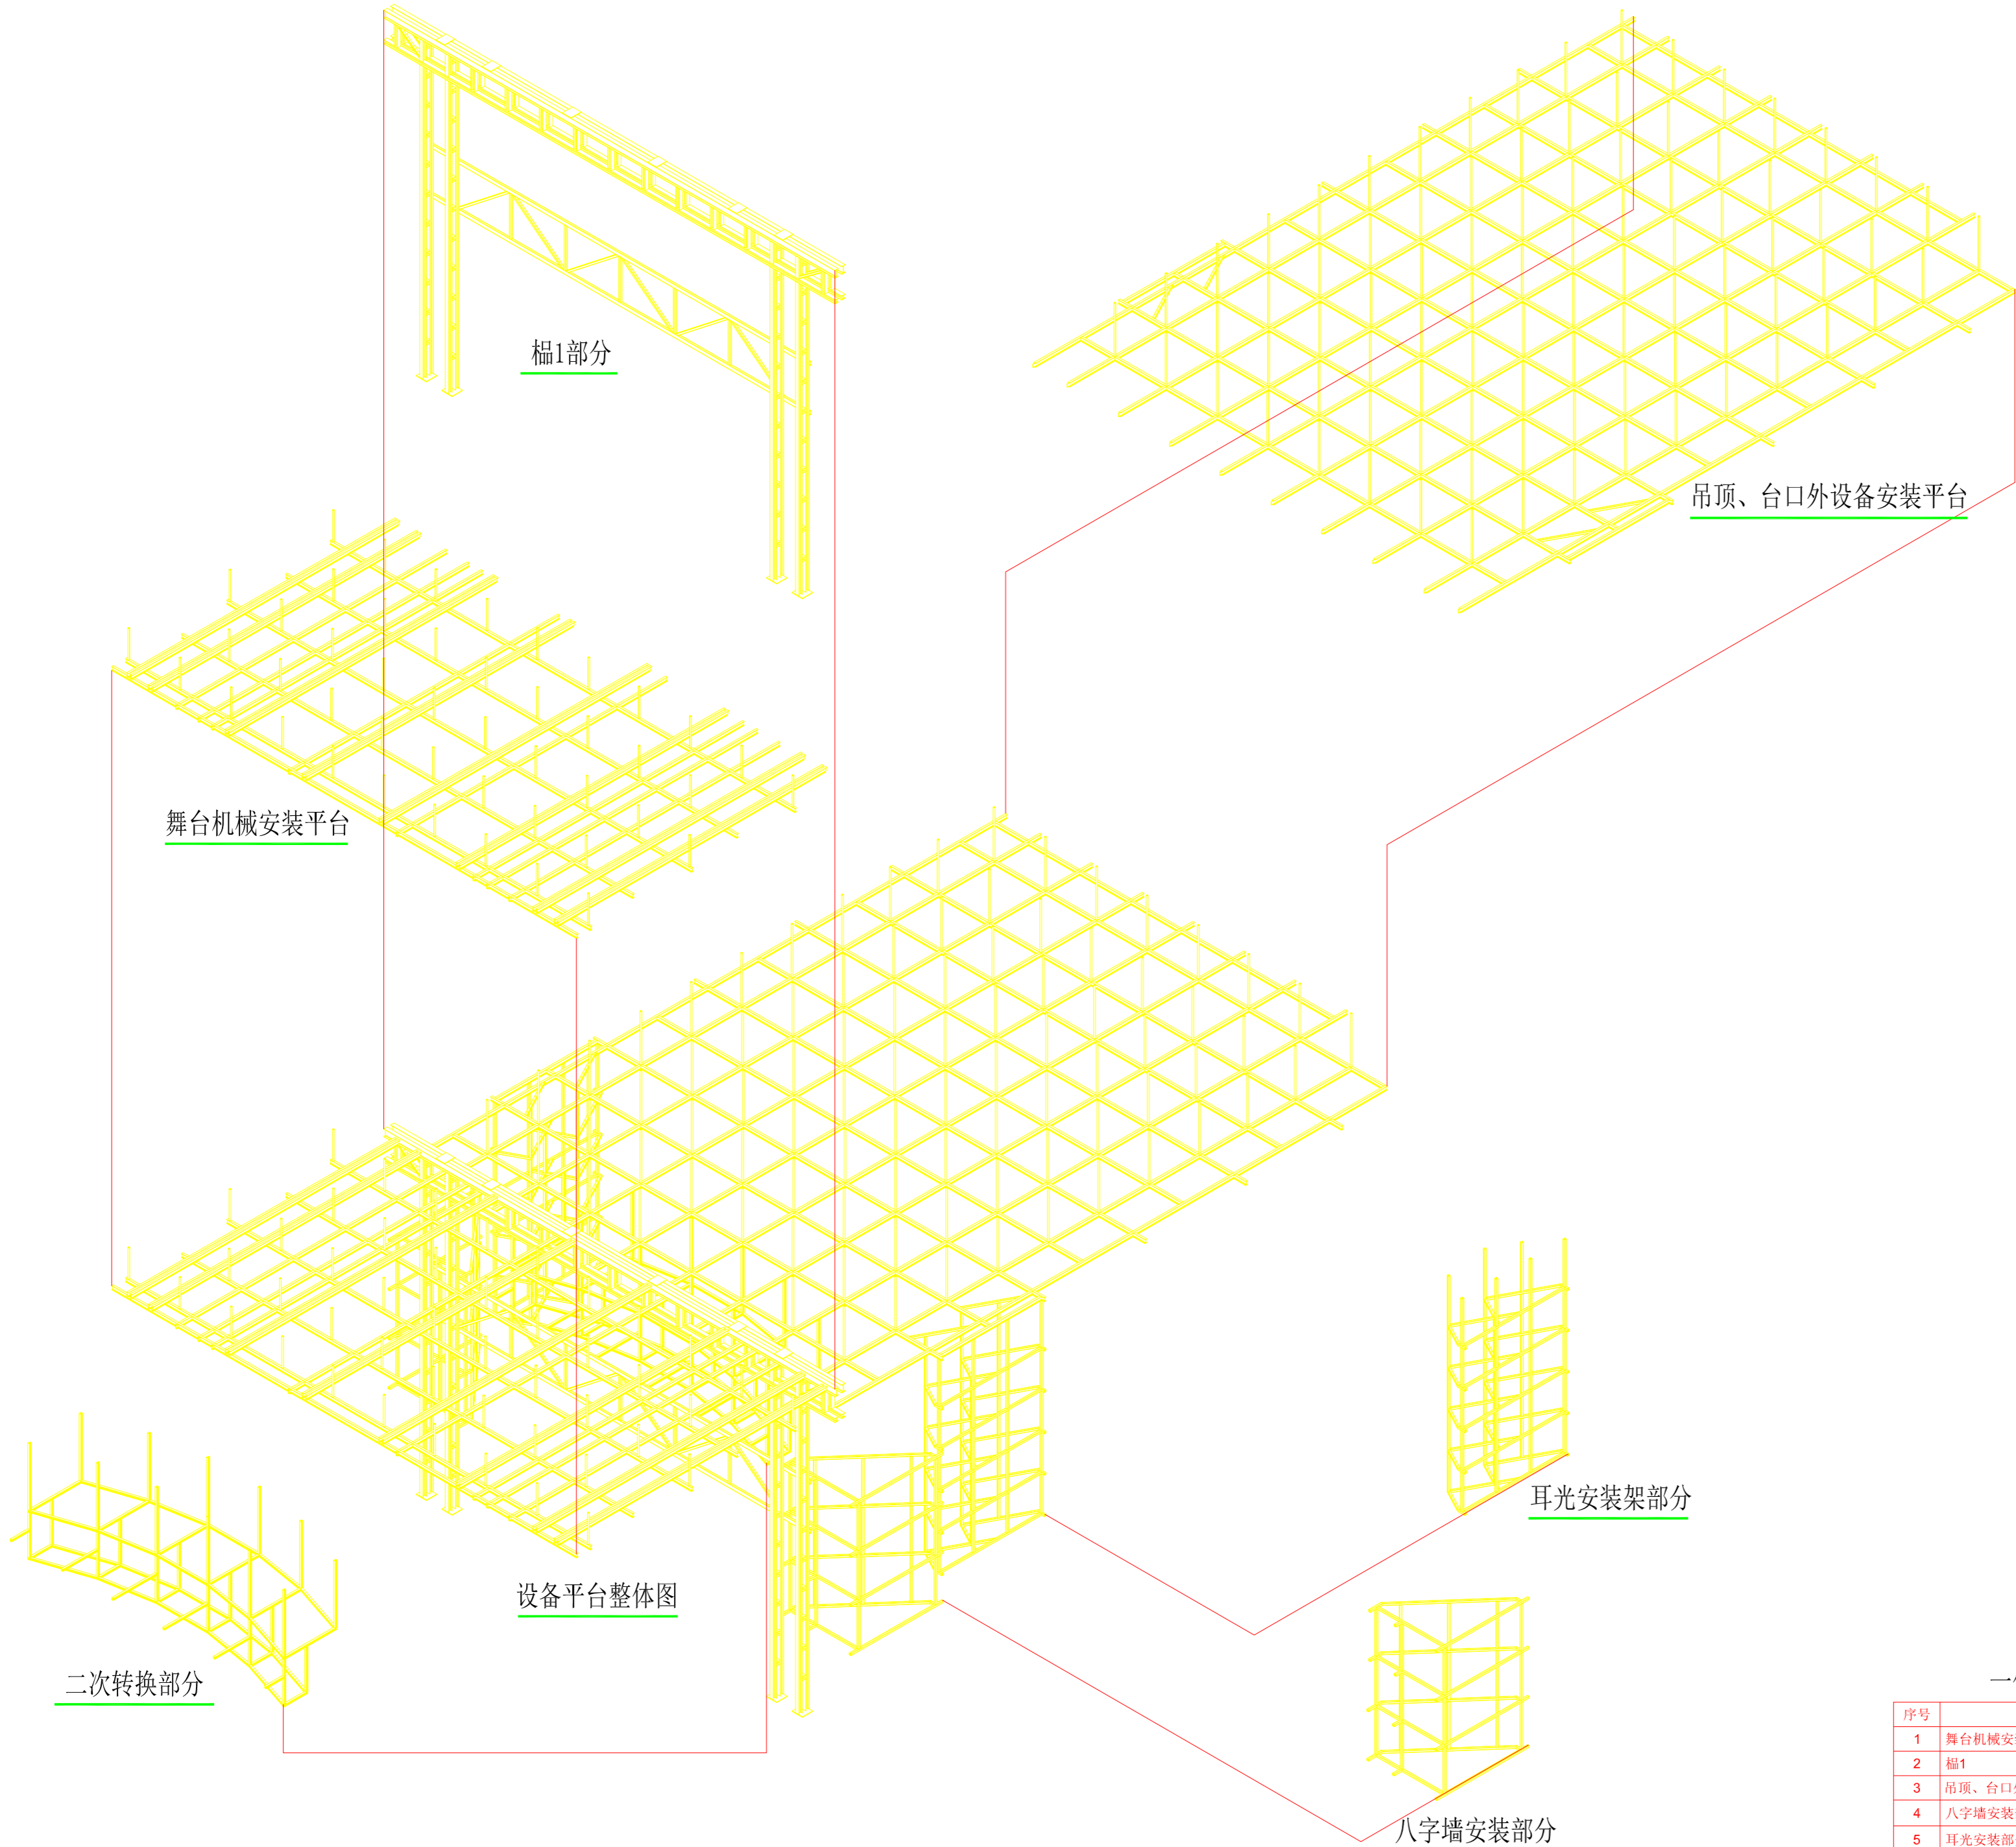 榀1部分
吊顶、台口外设备安装平台
舞台机械安装平台
耳光安装架部分
设备平台整体图
二次转换部分
八字墙安装部分
序号
1 舞台机械安
2 榀1
3 吊顶、台口
4 八字墙安装
5 耳光安装部